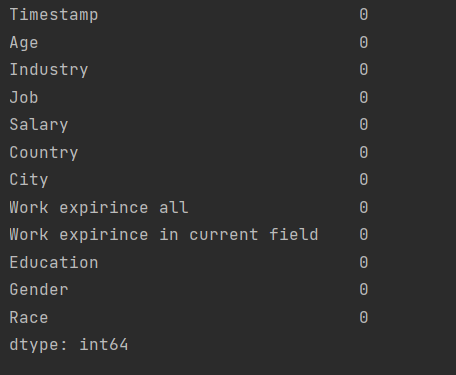 Timestamp 0
Age 0
Industry 0
Job 0
Salary 0
Country 0
City 0
Work expirince all 0
Work expirince in current field 0
Education 0
Gender 0
Race 0
dtype: int64